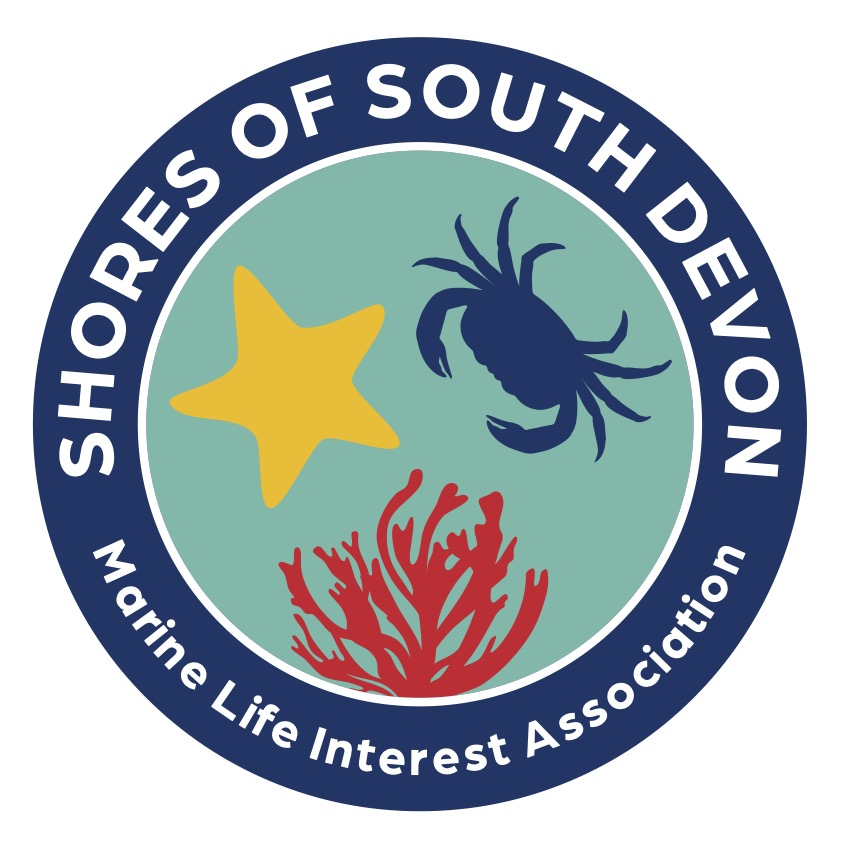 SHORES OF SOUTH DEVON
Marine Life Interest Association